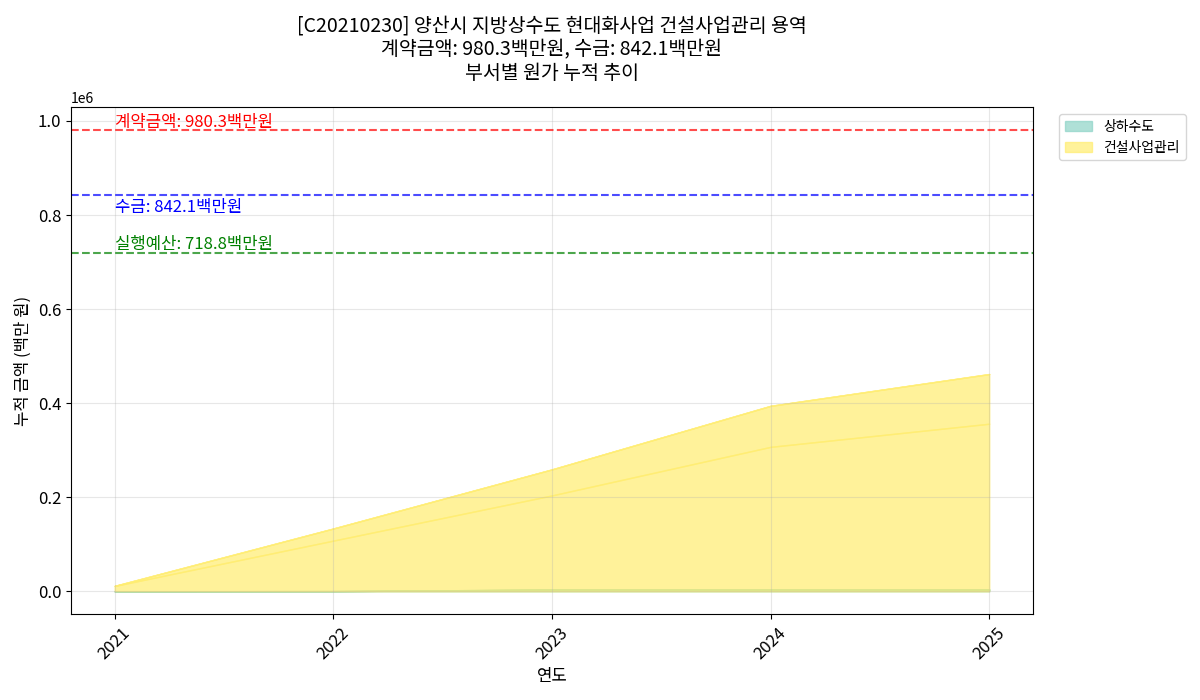 [C20210230] 양산시 지방상수도 현대화사업 건설사업관리 용역
계약금액: 980.3백만원, 수금: 842.1백만원
부서별 원가 누적 추이
1e6
1.0
0.8
0.6
0.4
0.2
0.0
누적 금액 (백만 원)
계약금액: 980.3백만원
수금: 842.1백만원
실행예산: 718.8백만원
상하수도
건설사업관리
2021
2022
2023
2024
2025
연도